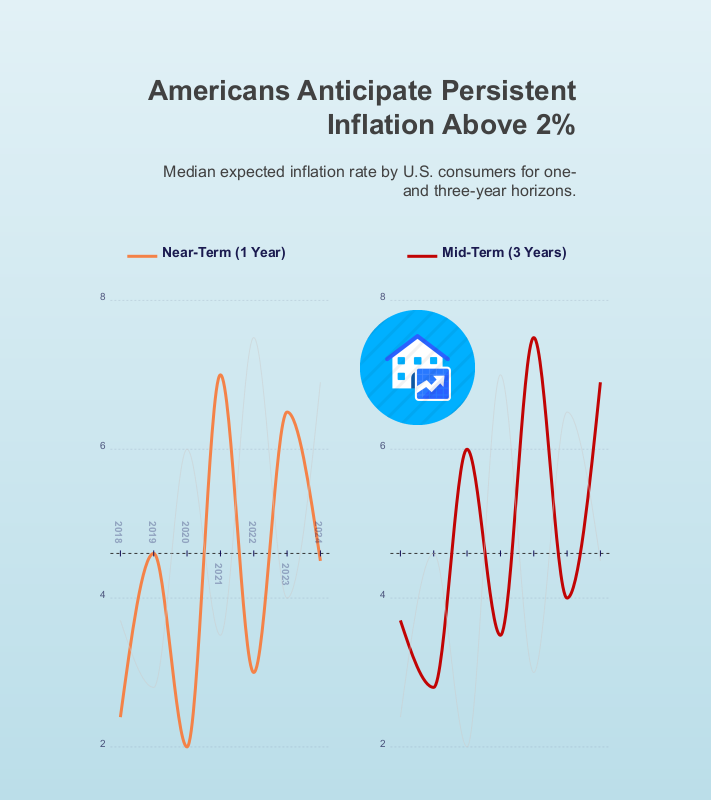 Americans Anticipate Persistent
Inflation Above 2%
Median expected inflation rate by U.S. consumers for one-
and three-year horizons.
Near-Term (1 Year)
Mid-Term (3 Years)
8
8
6
6
2018
2019
2020
2021
2022
2023
2024
4
4
2
2